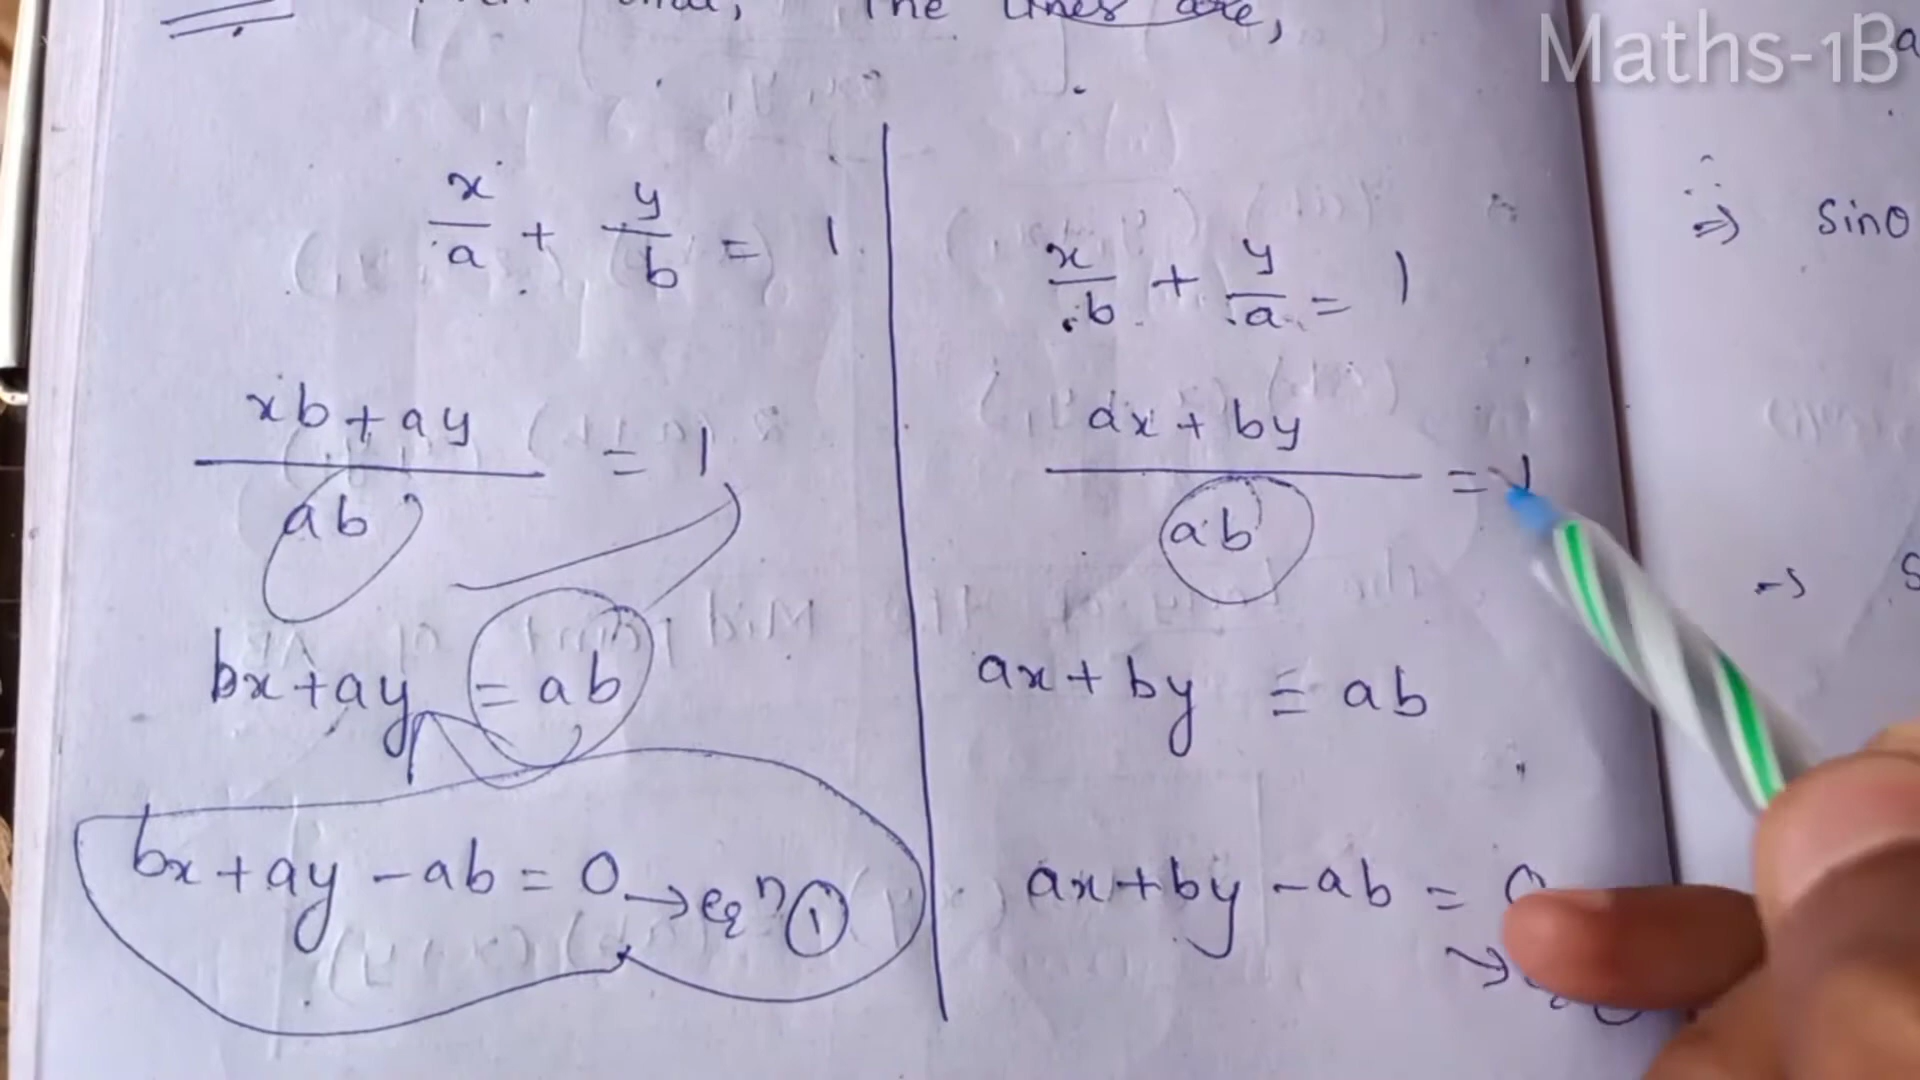 The lines are,
Maths-1B
x/a + y/b = 1
xb + ay / ab = 1
bx + ay = ab
bx + ay - ab = 0 → eqⁿ ①
x/b + y/a = 1
ax + by / ab = 1
ax + by = ab
ax + by - ab = 0
→
∴
⇒ Sinθ
→ S